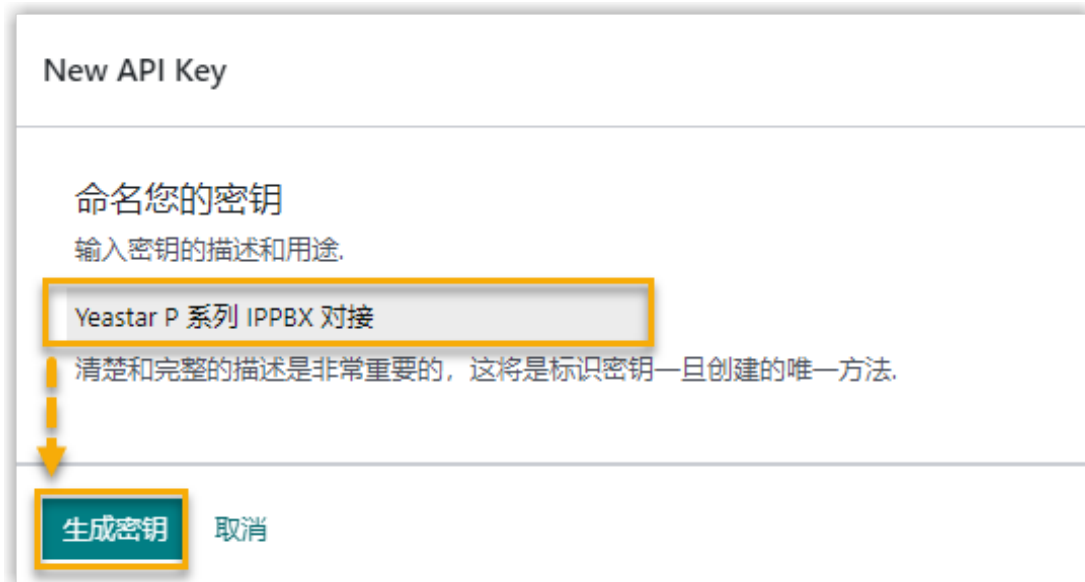 New API Key
命名您的密钥
输入密钥的描述和用途.
Yeastar P 系列 IPPBX 对接
清楚和完整的描述是非常重要的，这将是标识密钥一旦创建的唯一方法.
生成密钥 取消